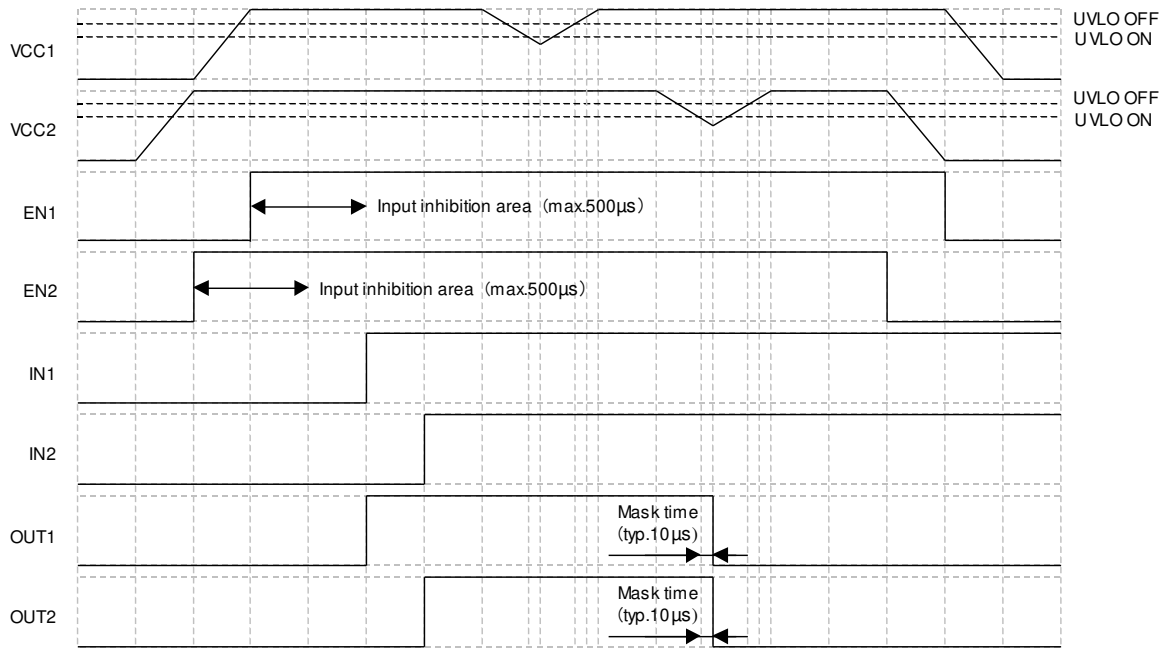 VCC1
UVLO OFF
UVLO ON
VCC2
UVLO OFF
UVLO ON
EN1
Input inhibition area (max.500μs)
EN2
Input inhibition area (max.500μs)
IN1
IN2
OUT1
Mask time
(typ.10μs)
OUT2
Mask time
(typ.10μs)